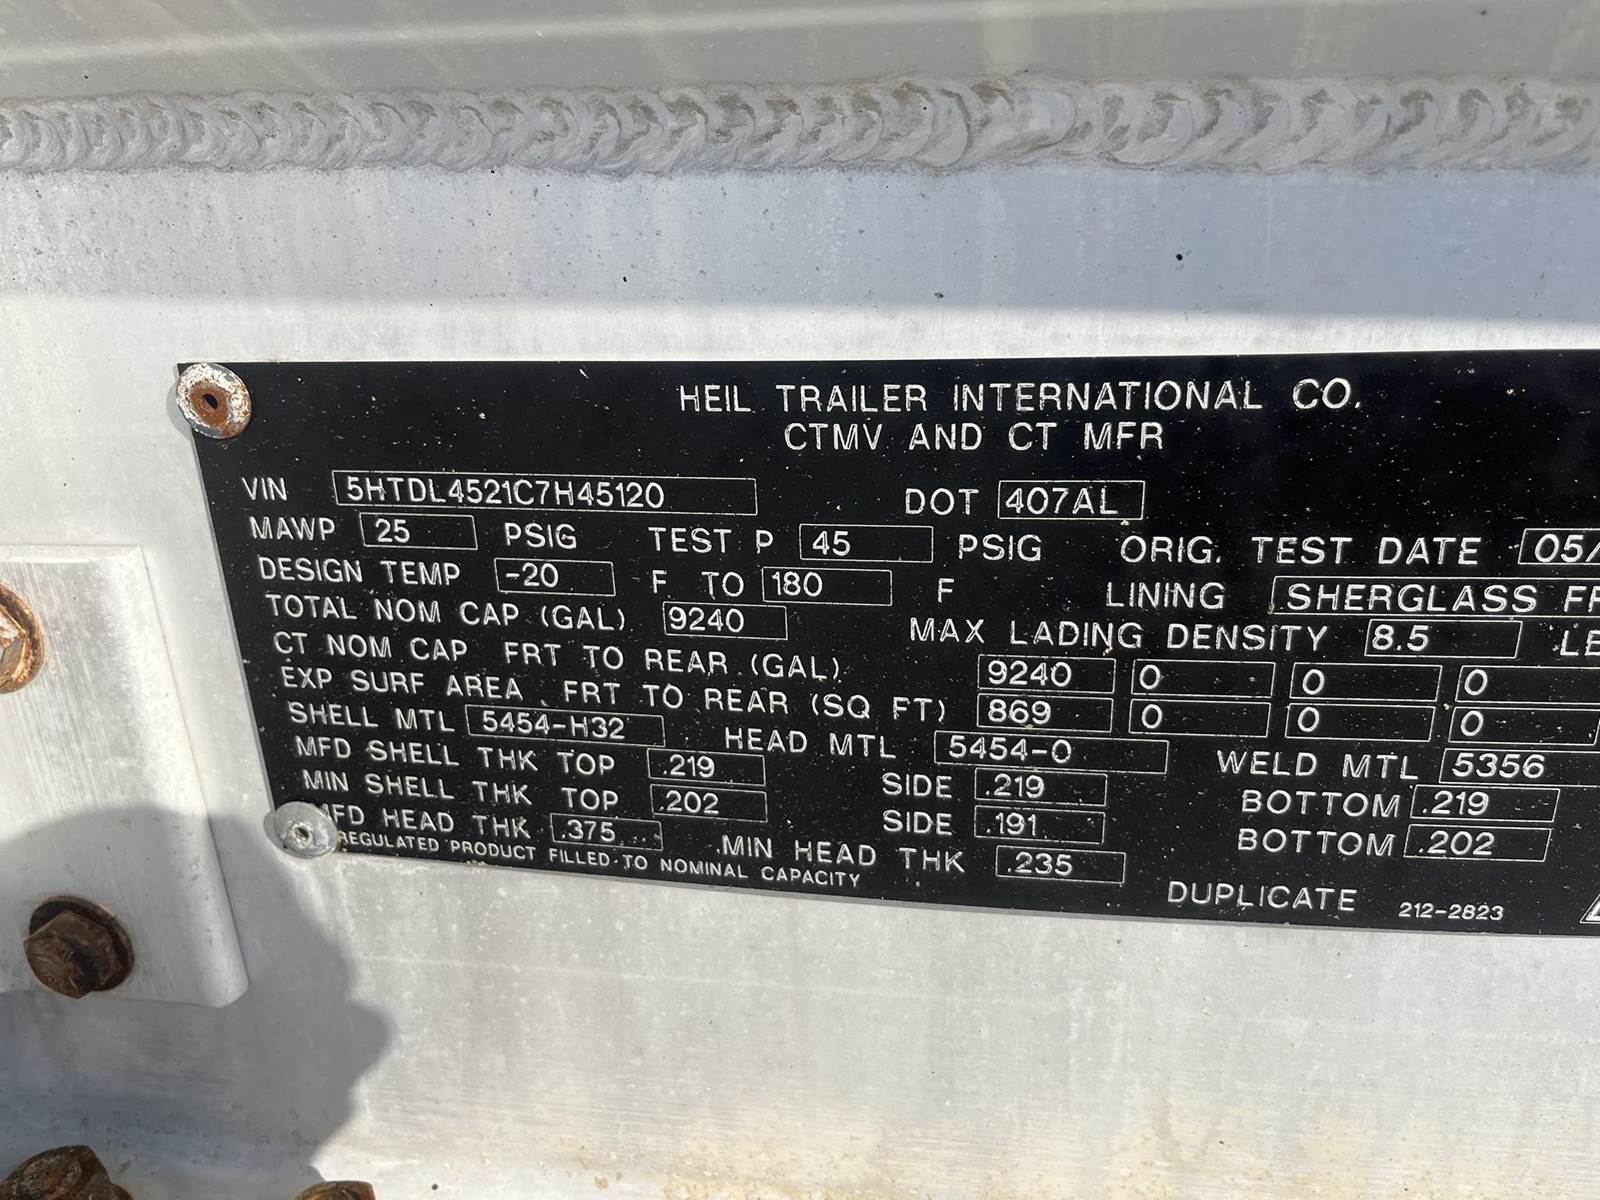 HEIL TRAILER INTERNATIONAL CO.
CTMV AND CT MFR
VIN 5HTDL4521C7H45120 DOT 407AL
MAWP 25 PSIG TEST P 45 PSIG ORIG. TEST DATE 05/
DESIGN TEMP -20 F TO 180 F LINING SHERGLASS
TOTAL NOM CAP (GAL) 9240 MAX LADING DENSITY 8.5
CT NOM CAP FRT TO REAR (GAL) 9240 0 0 0
EXP SURF AREA FRT TO REAR (SQ FT) 869 0 0 0
SHELL MTL 5454-H32 HEAD MTL 5454-0 WELD MTL 5356
MFD SHELL THK TOP .219 SIDE .219 BOTTOM .219
MIN SHELL THK TOP .202 SIDE .191 BOTTOM .202
MFD HEAD THK .375 MIN HEAD THK .235
REGULATED PRODUCT FILLED TO NOMINAL CAPACITY
DUPLICATE 212-2823